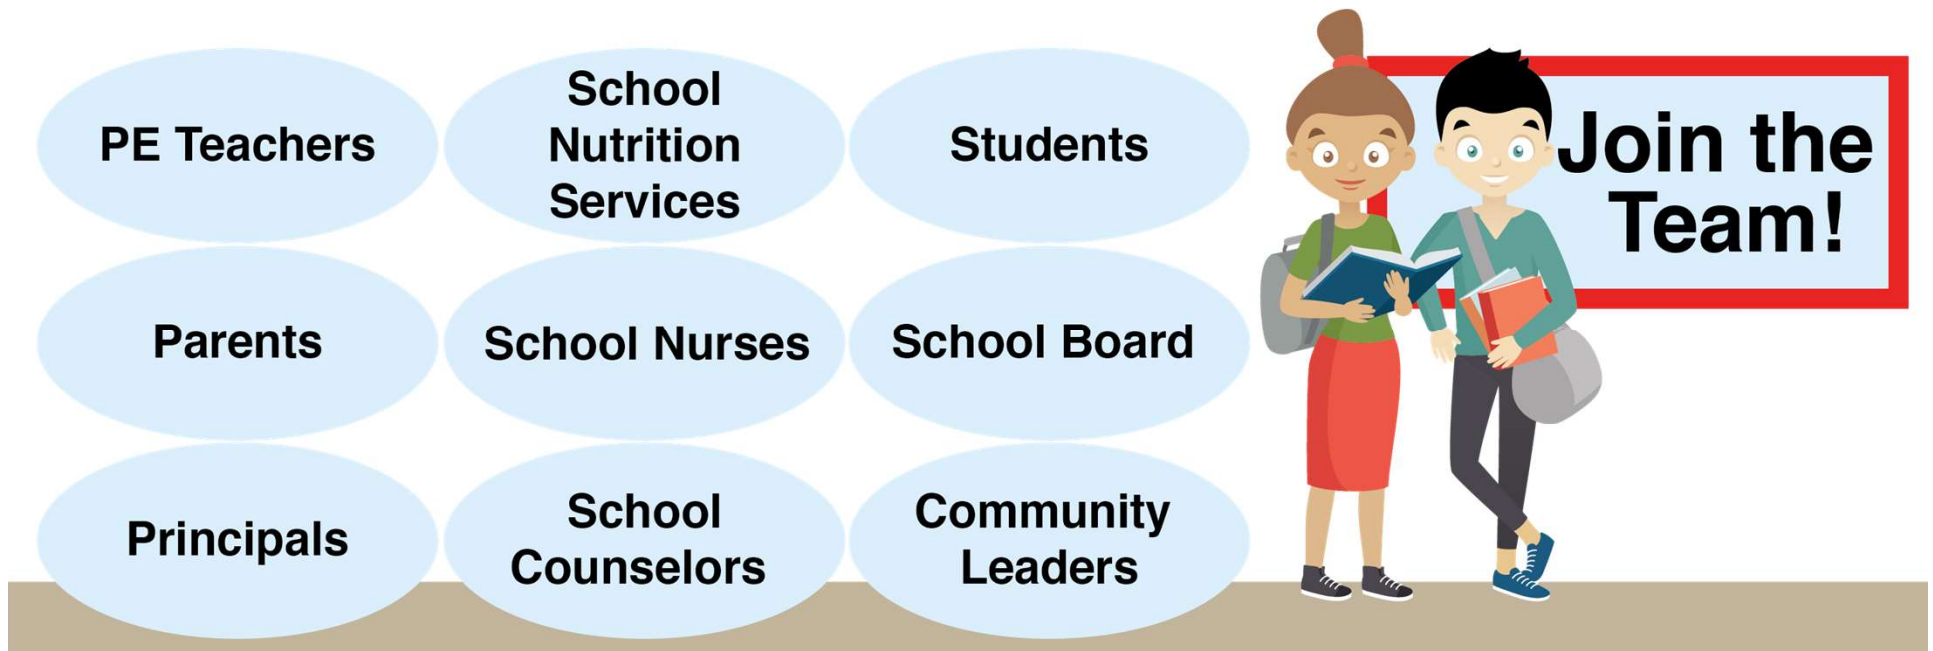 PE Teachers
School
Nutrition
Services
Students
Parents
School Nurses
School Board
Principals
School
Counselors
Community
Leaders
Join the
Team!